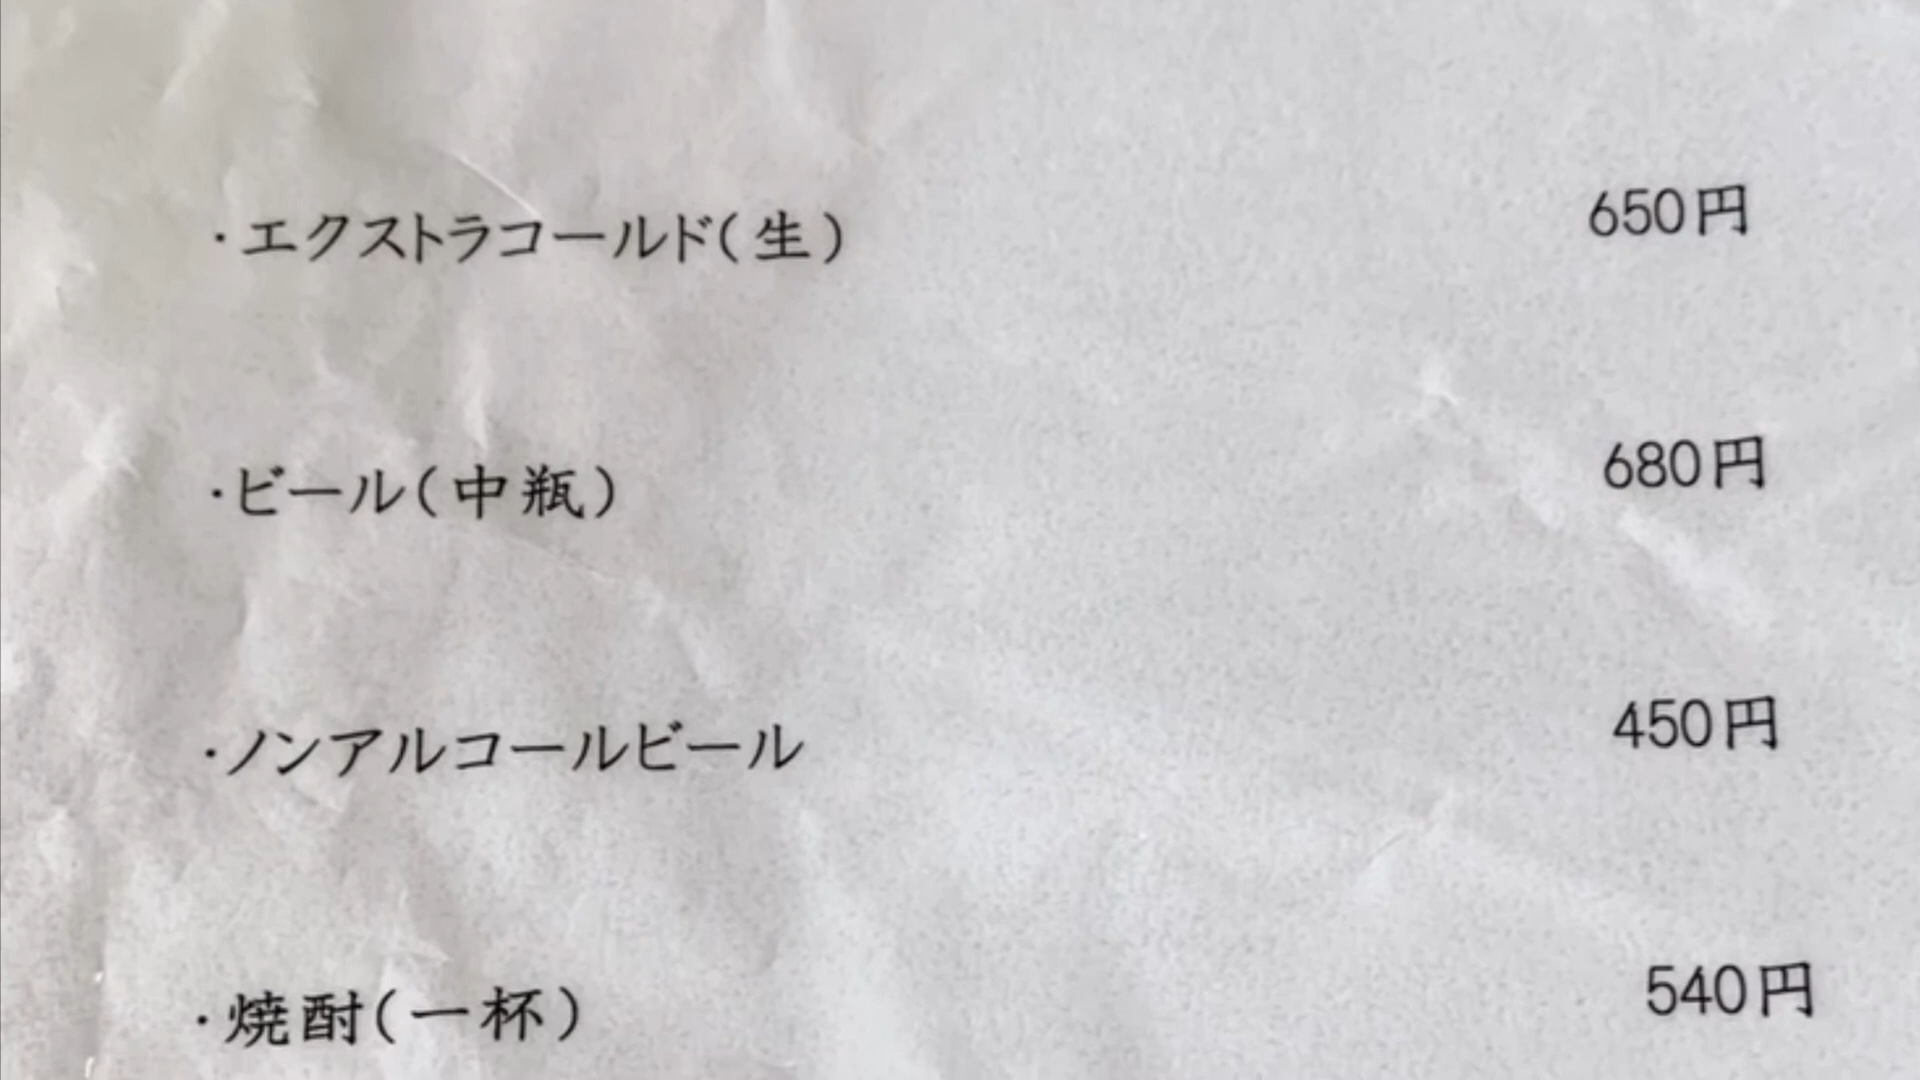 ・エクストラコールド(生) 650円
・ビール(中瓶) 680円
・ノンアルコールビール 450円
・焼酎(一杯) 540円